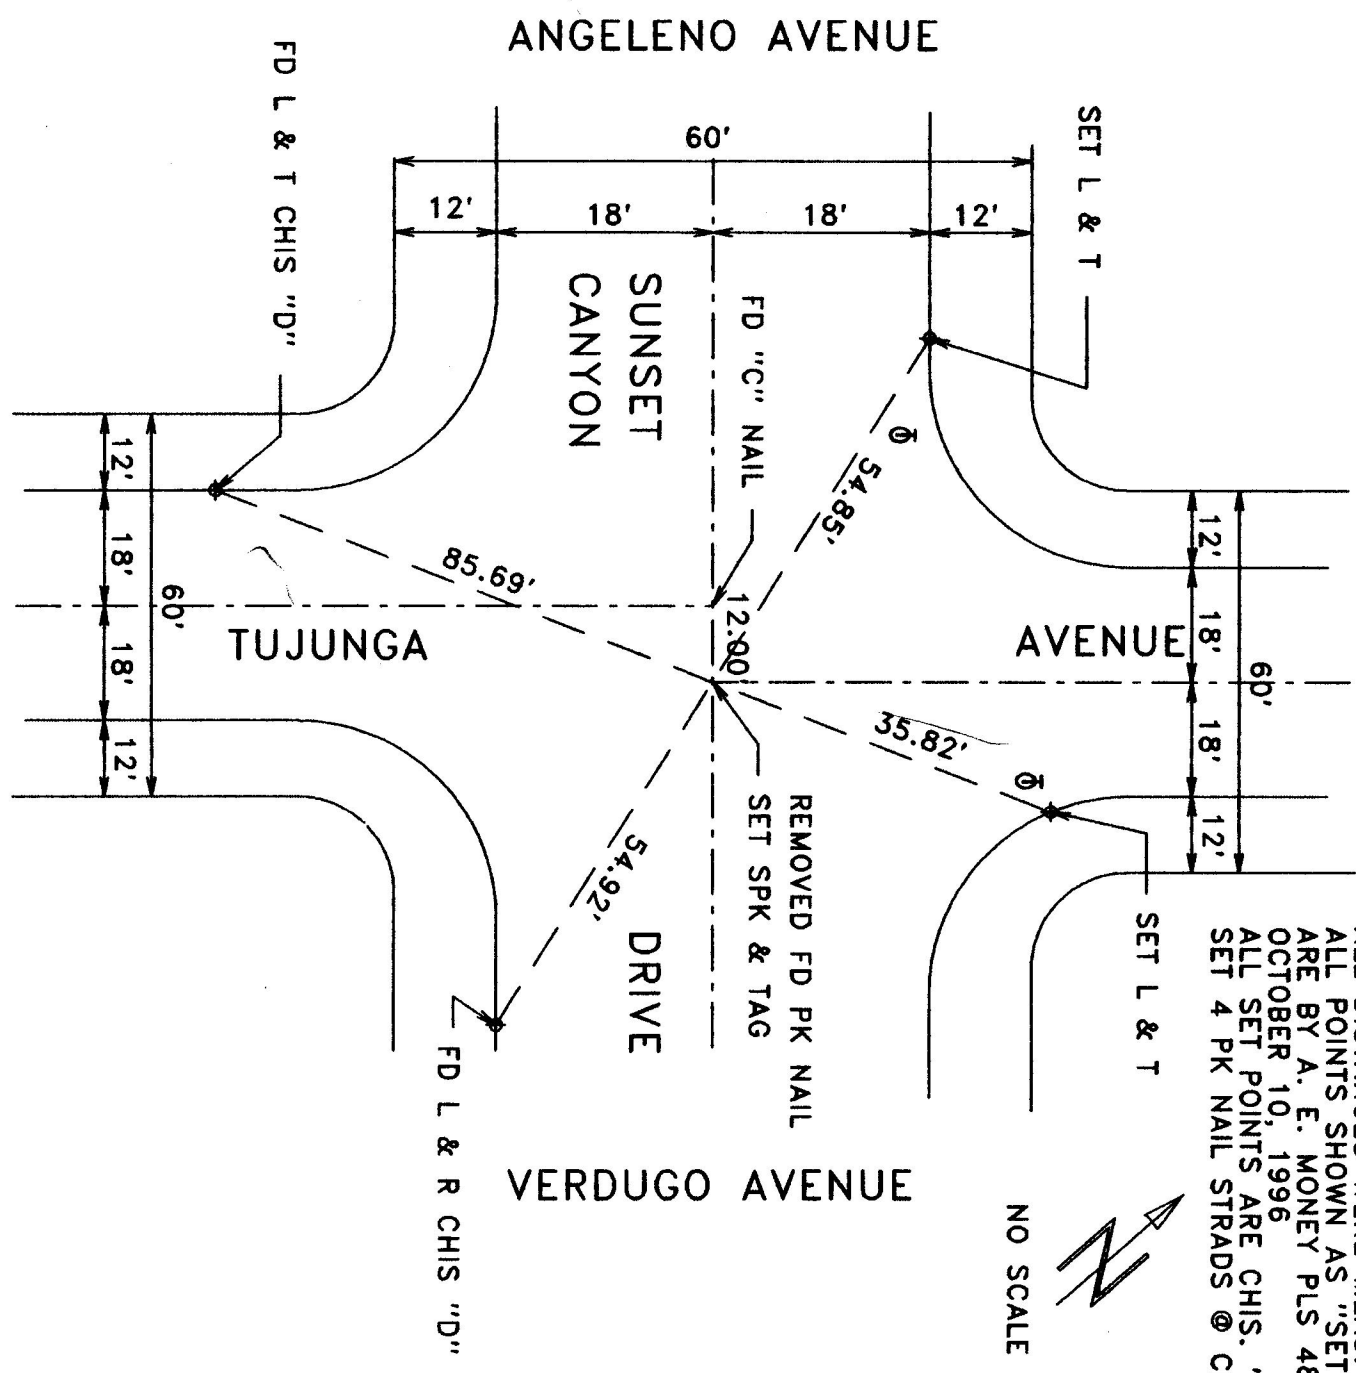 ANGELENO AVENUE
FD L & T CHIS "D"
SET L & T
60'
12'
18'
18'
12'
SUNSET
CANYON
FD "C" NAIL
54.85'
85.69'
12.00'
12'
18'
18'
12'
60'
TUJUNGA
AVENUE
12'
18'
18'
12'
60'
35.82'
54.92'
REMOVED FD PK NAIL
SET SPK & TAG
DRIVE
SET L & T
FD L & R CHIS "D"
VERDUGO AVENUE
NO SCALE
N
ALL POINTS SHOWN AS "SET
ARE BY A. E. MONEY PLS 48
OCTOBER 10, 1996
ALL SET POINTS ARE CHIS.
SET 4 PK NAIL STRADS @ C